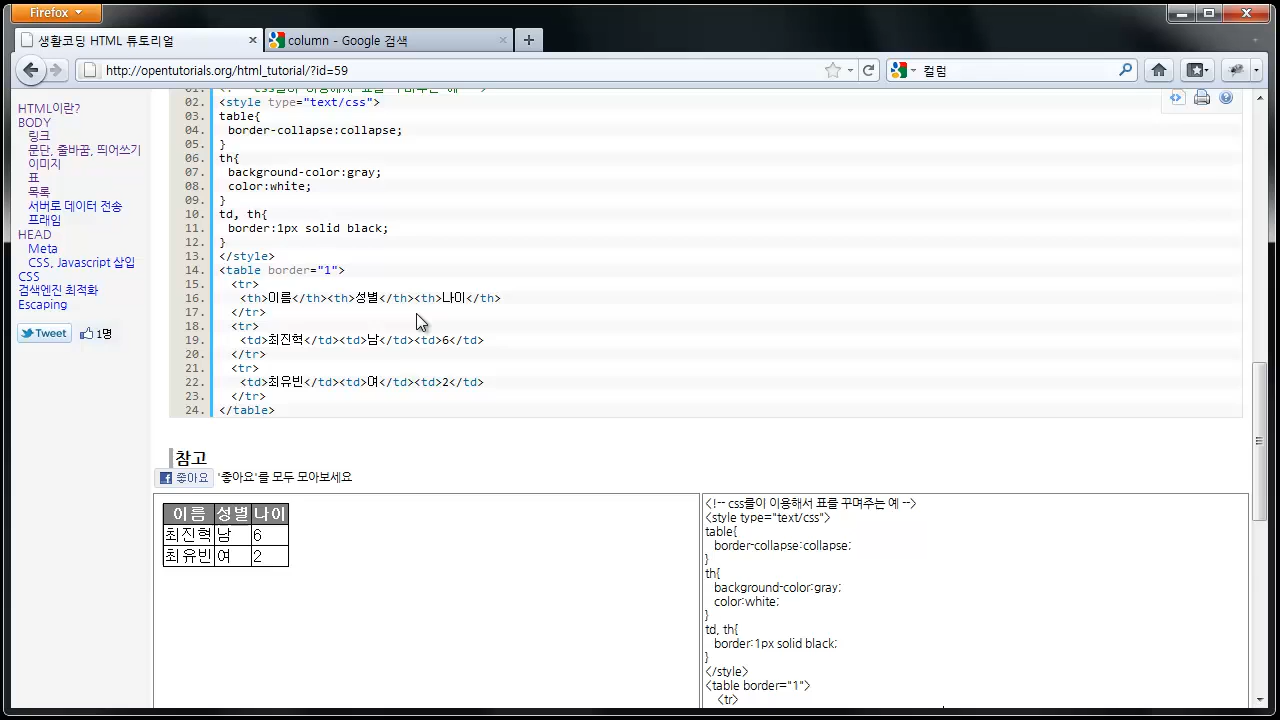 Firefox
생활코딩 HTML 튜토리얼
column - Google 검색
http://opentutorials.org/html_tutorial/?id=59
컬럼
HTML이란?
BODY
링크
문단, 줄바꿈, 띄어쓰기
이미지
표
목록
서버로 데이터 전송
프래임
HEAD
Meta
CSS, Javascript 삽입
CSS
검색엔진 최적화
Escaping
Tweet
1명
02. <style type="text/css">
03. table{
04. border-collapse:collapse;
05. }
06. th{
07. background-color:gray;
08. color:white;
09. }
10. td, th{
11. border:1px solid black;
12. }
13. </style>
14. <table border="1">
15. <tr>
16. <th>이름</th><th>성별</th><th>나이</th>
17. </tr>
18. <tr>
19. <td>최진혁</td><td>남</td><td>6</td>
20. </tr>
21. <tr>
22. <td>최유빈</td><td>여</td><td>2</td>
23. </tr>
24. </table>
참고
좋아요 '좋아요'를 모두 모아보세요
이름 성별 나이
최진혁 남 6
최유빈 여 2
<!-- css를이 이용해서 표를 꾸며주는 예 -->
<style type="text/css">
table{
border-collapse:collapse;
}
th{
background-color:gray;
color:white;
}
td, th{
border:1px solid black;
}
</style>
<table border="1">
<tr>